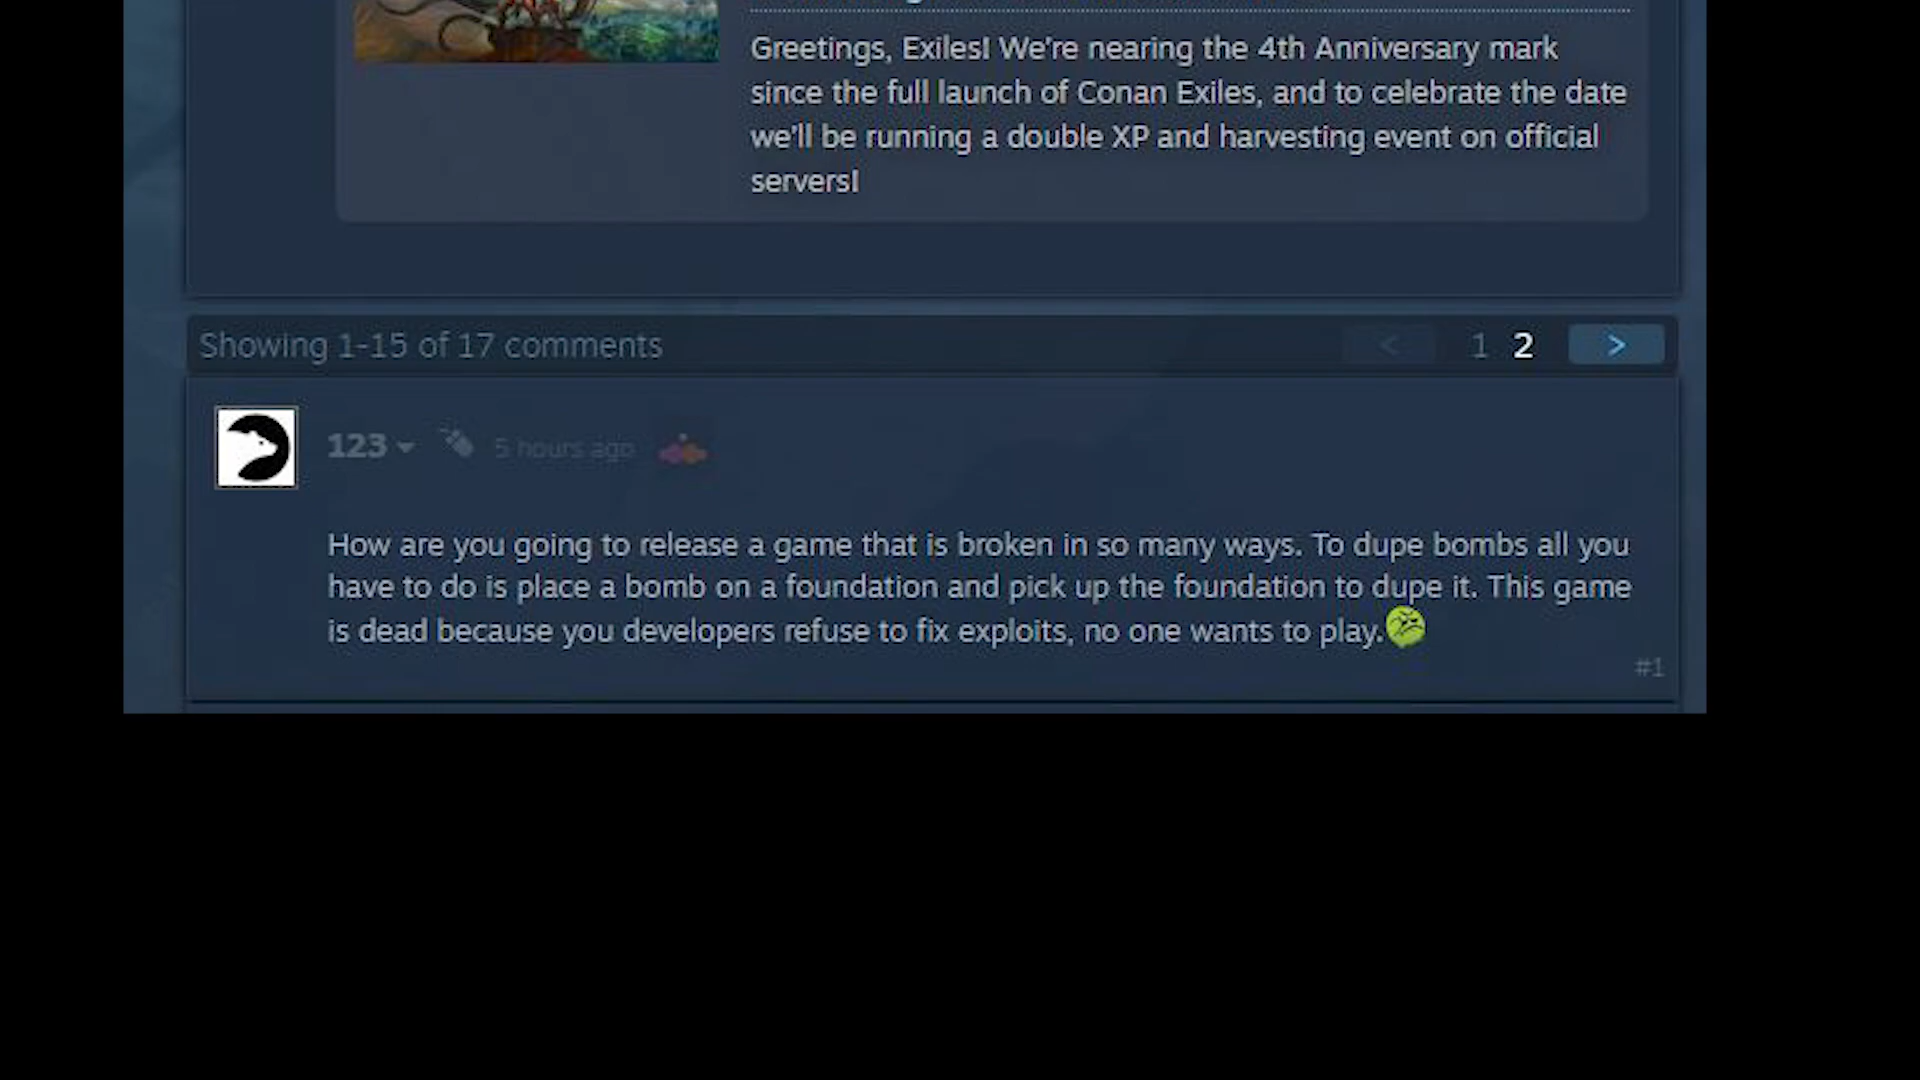 Greetings, Exiles! We're nearing the 4th Anniversary mark
since the full launch of Conan Exiles, and to celebrate the date
we'll be running a double XP and harvesting event on official
servers!
Showing 1-15 of 17 comments < 1 2 >
123 5 hours ago
How are you going to release a game that is broken in so many ways. To dupe bombs all you
have to do is place a bomb on a foundation and pick up the foundation to dupe it. This game
is dead because you developers refuse to fix exploits, no one wants to play.
#1